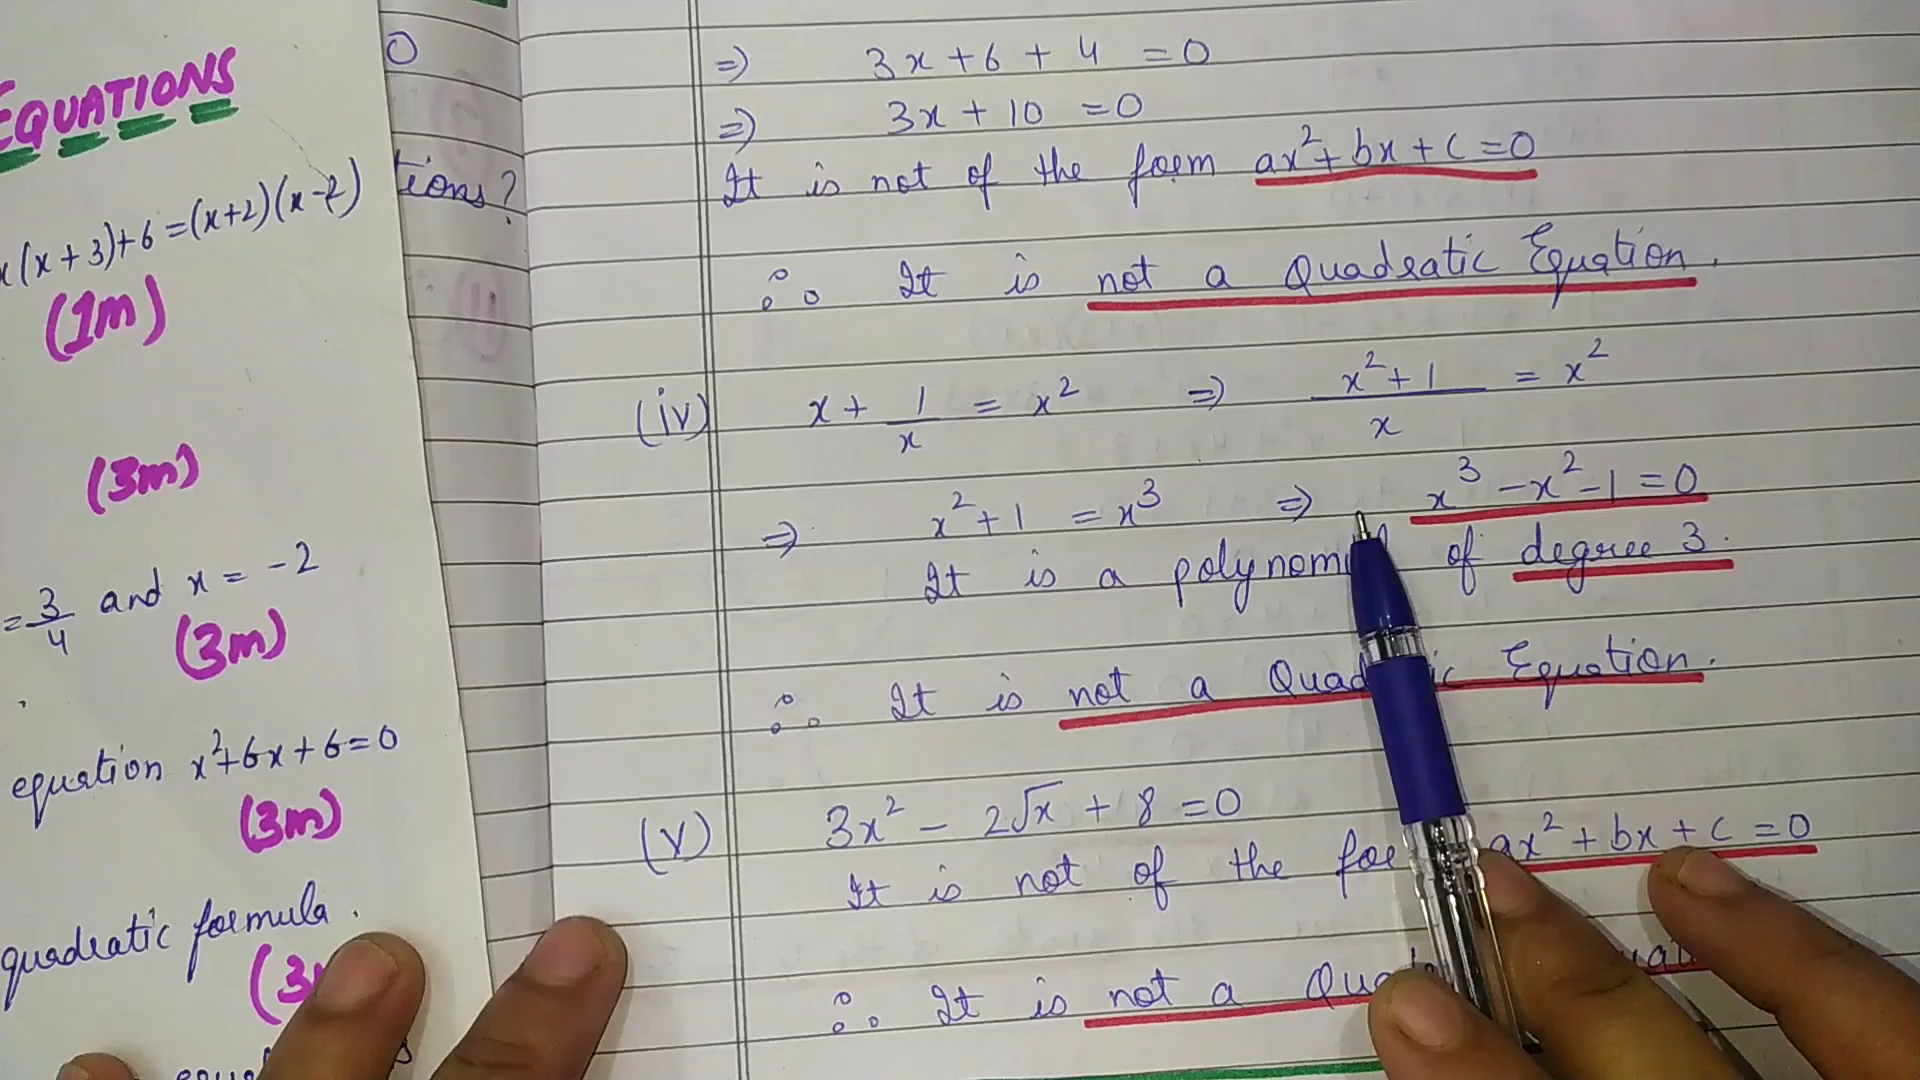 EQUATIONS
x(x+3)+6=(x+2)(x-2)
(1m)
(3m)
= 3/4 and x = -2
(3m)
equation x²+6x+6=0
(3m)
quadratic formula.
0
tions?
⇒ 3x+6+4 =0
⇒ 3x+10 =0
It is not of the form ax²+bx+c=0
∴ It is not a Quadratic Equation.
(iv) x + 1/x = x² ⇒ (x²+1)/x = x²
⇒ x²+1 = x³ ⇒ x³-x²-1=0
It is a polynomial of degree 3.
∴ It is not a Quadratic Equation.
(v) 3x² - 2√x + 8 =0
It is not of the form ax²+bx+c=0
∴ It is not a